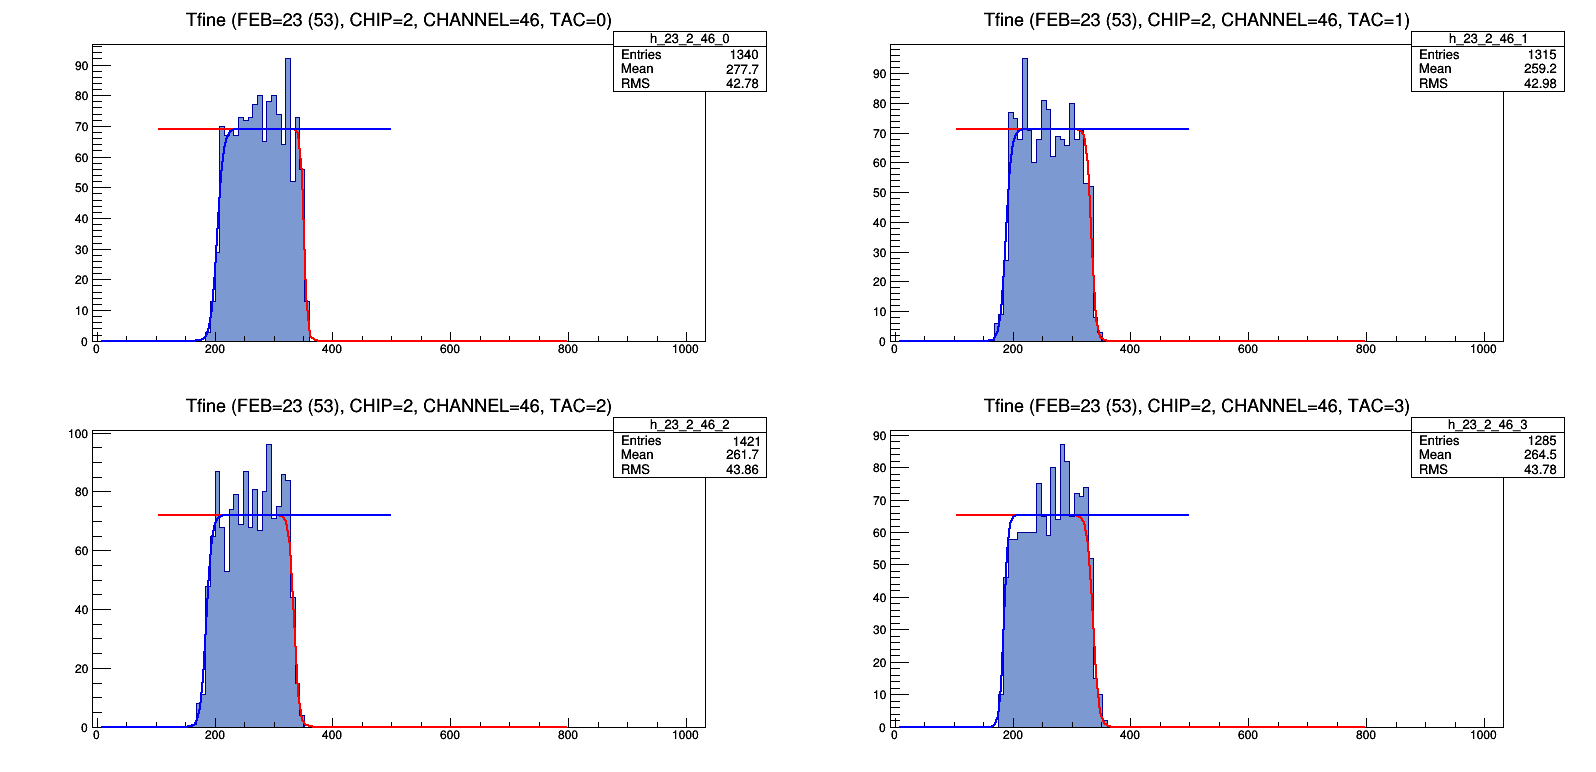 Tfine (FEB=23 (53), CHIP=2, CHANNEL=46, TAC=0)
h_23_2_46_0
Entries 1340
Mean 277.7
RMS 42.78
90
80
70
60
50
40
30
20
10
0
0 200 400 600 800 1000
Tfine (FEB=23 (53), CHIP=2, CHANNEL=46, TAC=1)
h_23_2_46_1
Entries 1315
Mean 259.2
RMS 42.98
90
80
70
60
50
40
30
20
10
0
0 200 400 600 800 1000
Tfine (FEB=23 (53), CHIP=2, CHANNEL=46, TAC=2)
h_23_2_46_2
Entries 1421
Mean 261.7
RMS 43.86
100
80
60
40
20
0
0 200 400 600 800 1000
Tfine (FEB=23 (53), CHIP=2, CHANNEL=46, TAC=3)
h_23_2_46_3
Entries 1285
Mean 264.5
RMS 43.78
90
80
70
60
50
40
30
20
10
0
0 200 400 600 800 1000